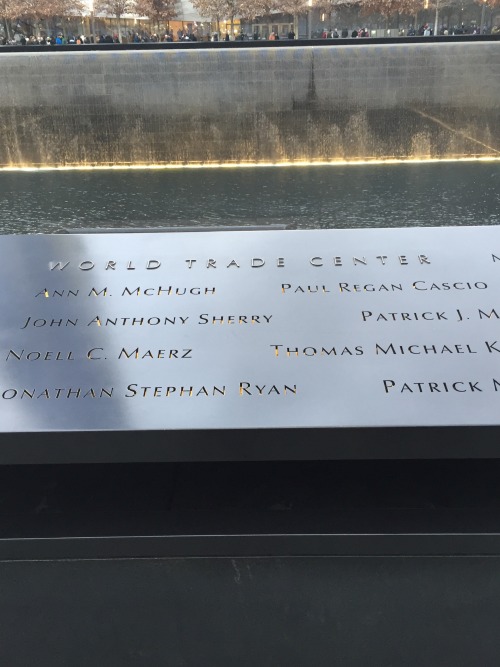 WORLD TRADE CENTER
ANN M. MCHUGH PAUL REGAN CASCIO
JOHN ANTHONY SHERRY PATRICK J.
NOELL C. MAERZ THOMAS MICHAEL
JONATHAN STEPHAN RYAN PATRICK